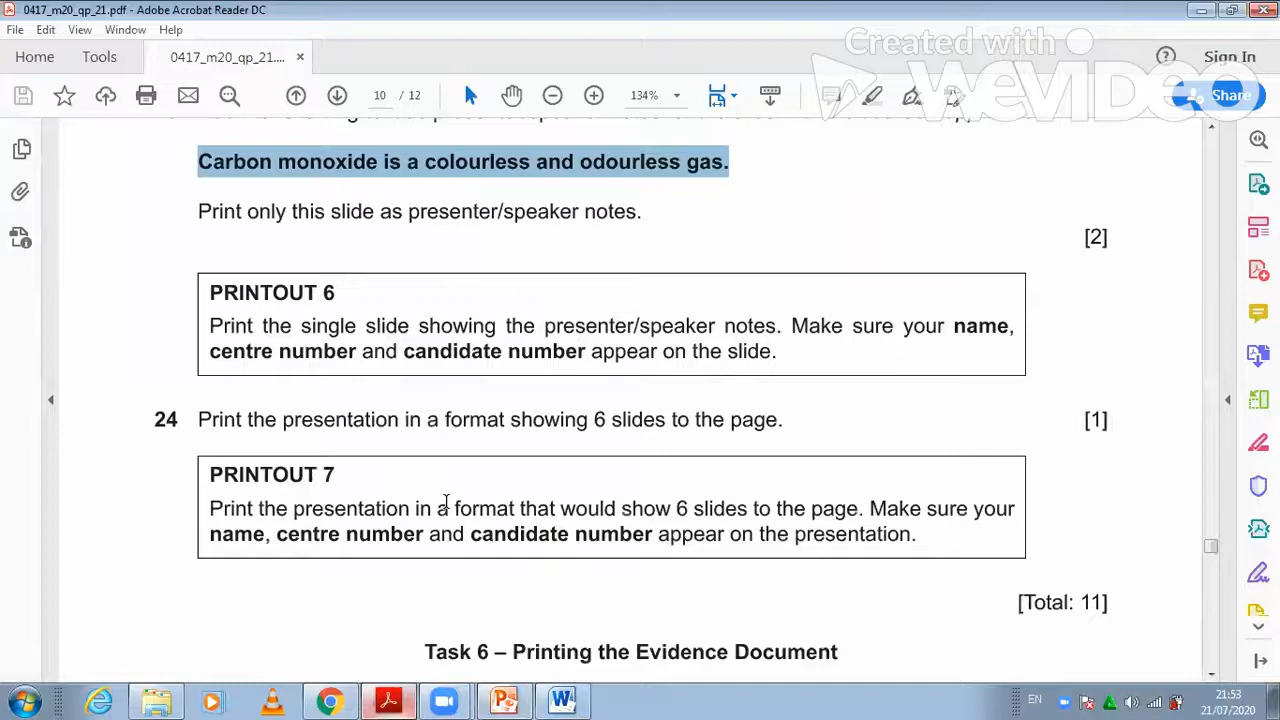 0417_m20_qp_21.pdf - Adobe Acrobat Reader DC
File Edit View Window Help
Created with
WeVideo
Home Tools 0417_m20_qp_21.... × Sign In
10 / 12 134% Share
Carbon monoxide is a colourless and odourless gas.
Print only this slide as presenter/speaker notes.
[2]
PRINTOUT 6
Print the single slide showing the presenter/speaker notes. Make sure your name,
centre number and candidate number appear on the slide.
24 Print the presentation in a format showing 6 slides to the page. [1]
PRINTOUT 7
Print the presentation in a format that would show 6 slides to the page. Make sure your
name, centre number and candidate number appear on the presentation.
[Total: 11]
Task 6 – Printing the Evidence Document
EN 21:53
21/07/2020